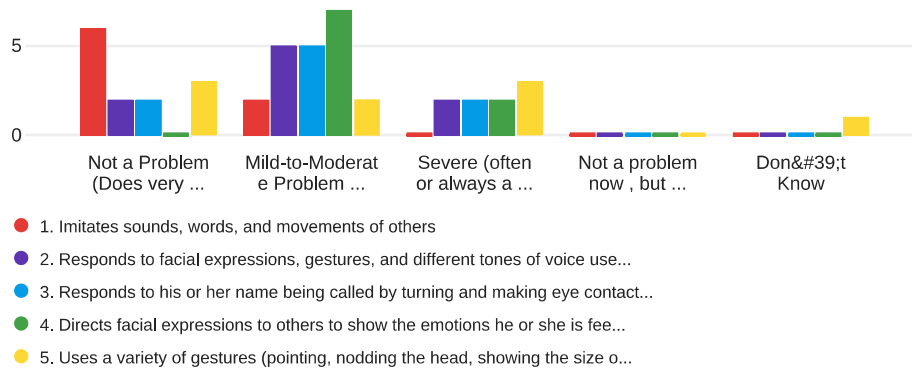 5
0
Not a Problem
(Does very ...
Mild-to-Moderat
e Problem ...
Severe (often
or always a ...
Not a problem
now , but ...
Don&#39;t
Know
1. Imitates sounds, words, and movements of others
2. Responds to facial expressions, gestures, and different tones of voice use...
3. Responds to his or her name being called by turning and making eye contact...
4. Directs facial expressions to others to show the emotions he or she is fee...
5. Uses a variety of gestures (pointing, nodding the head, showing the size o...